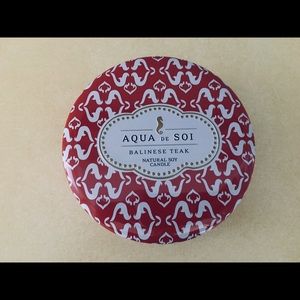 AQUA DE SOI
BALINESE TEAK
NATURAL SOY
CANDLE